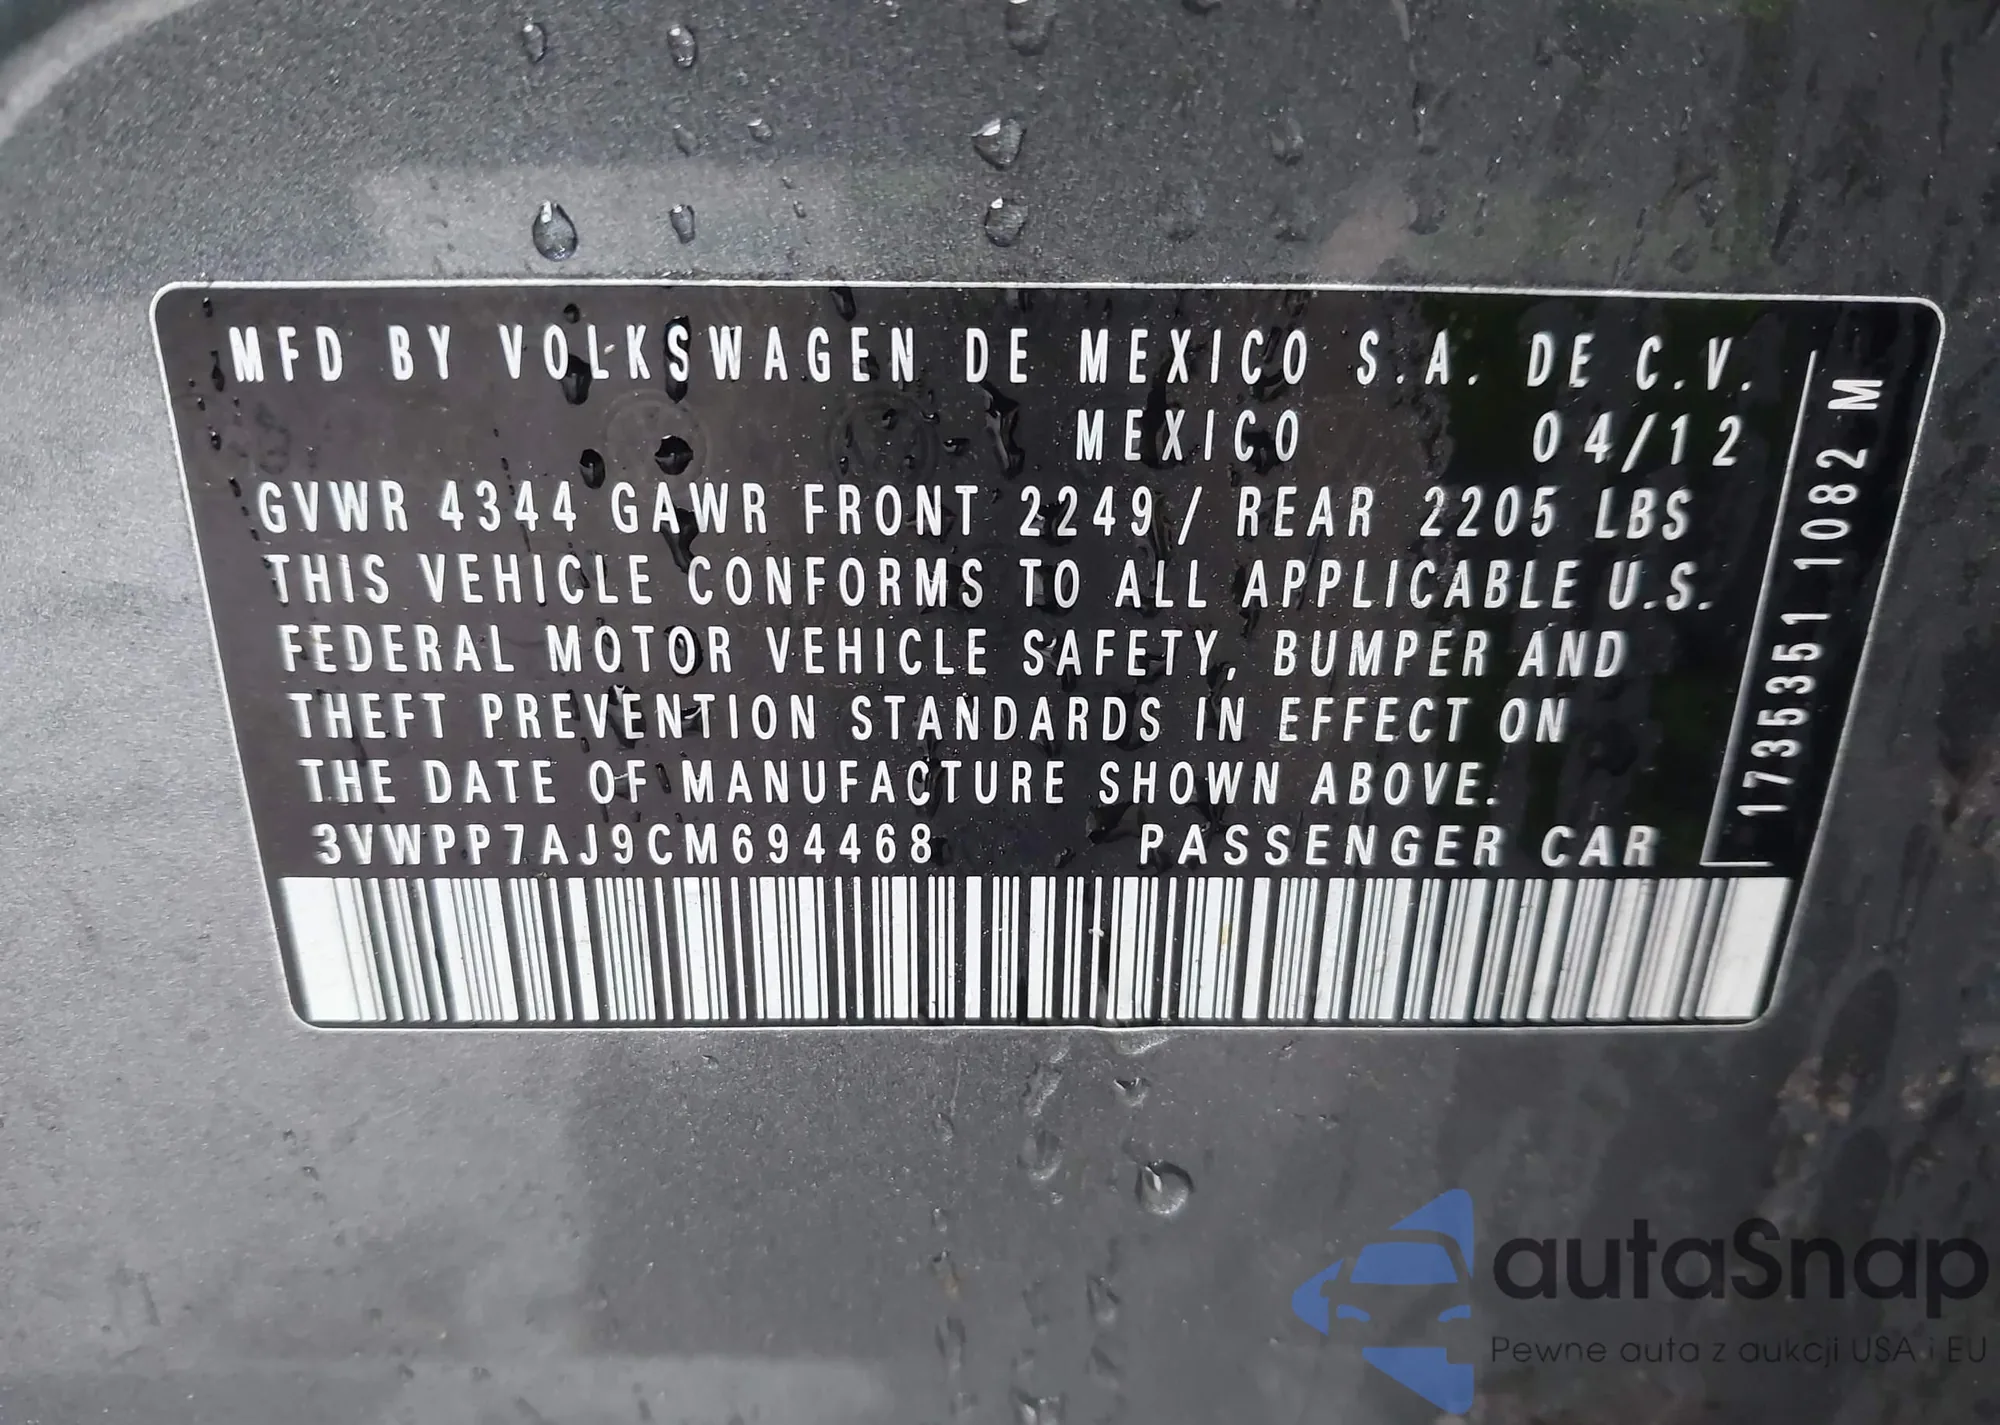 MFD BY VOLKSWAGEN DE MEXICO S.A. DE C.V.
MEXICO 04/12
GVWR 4344 GAWR FRONT 2249/ REAR 2205 LBS
THIS VEHICLE CONFORMS TO ALL APPLICABLE U.S.
FEDERAL MOTOR VEHICLE SAFETY, BUMPER AND
THEFT PREVENTION STANDARDS IN EFFECT ON
THE DATE OF MANUFACTURE SHOWN ABOVE.
3VWPP7AJ9CM694468 PASSENGER CAR
1735351 1082 M
autaSnap
Pewne auta z aukcji USA i EU